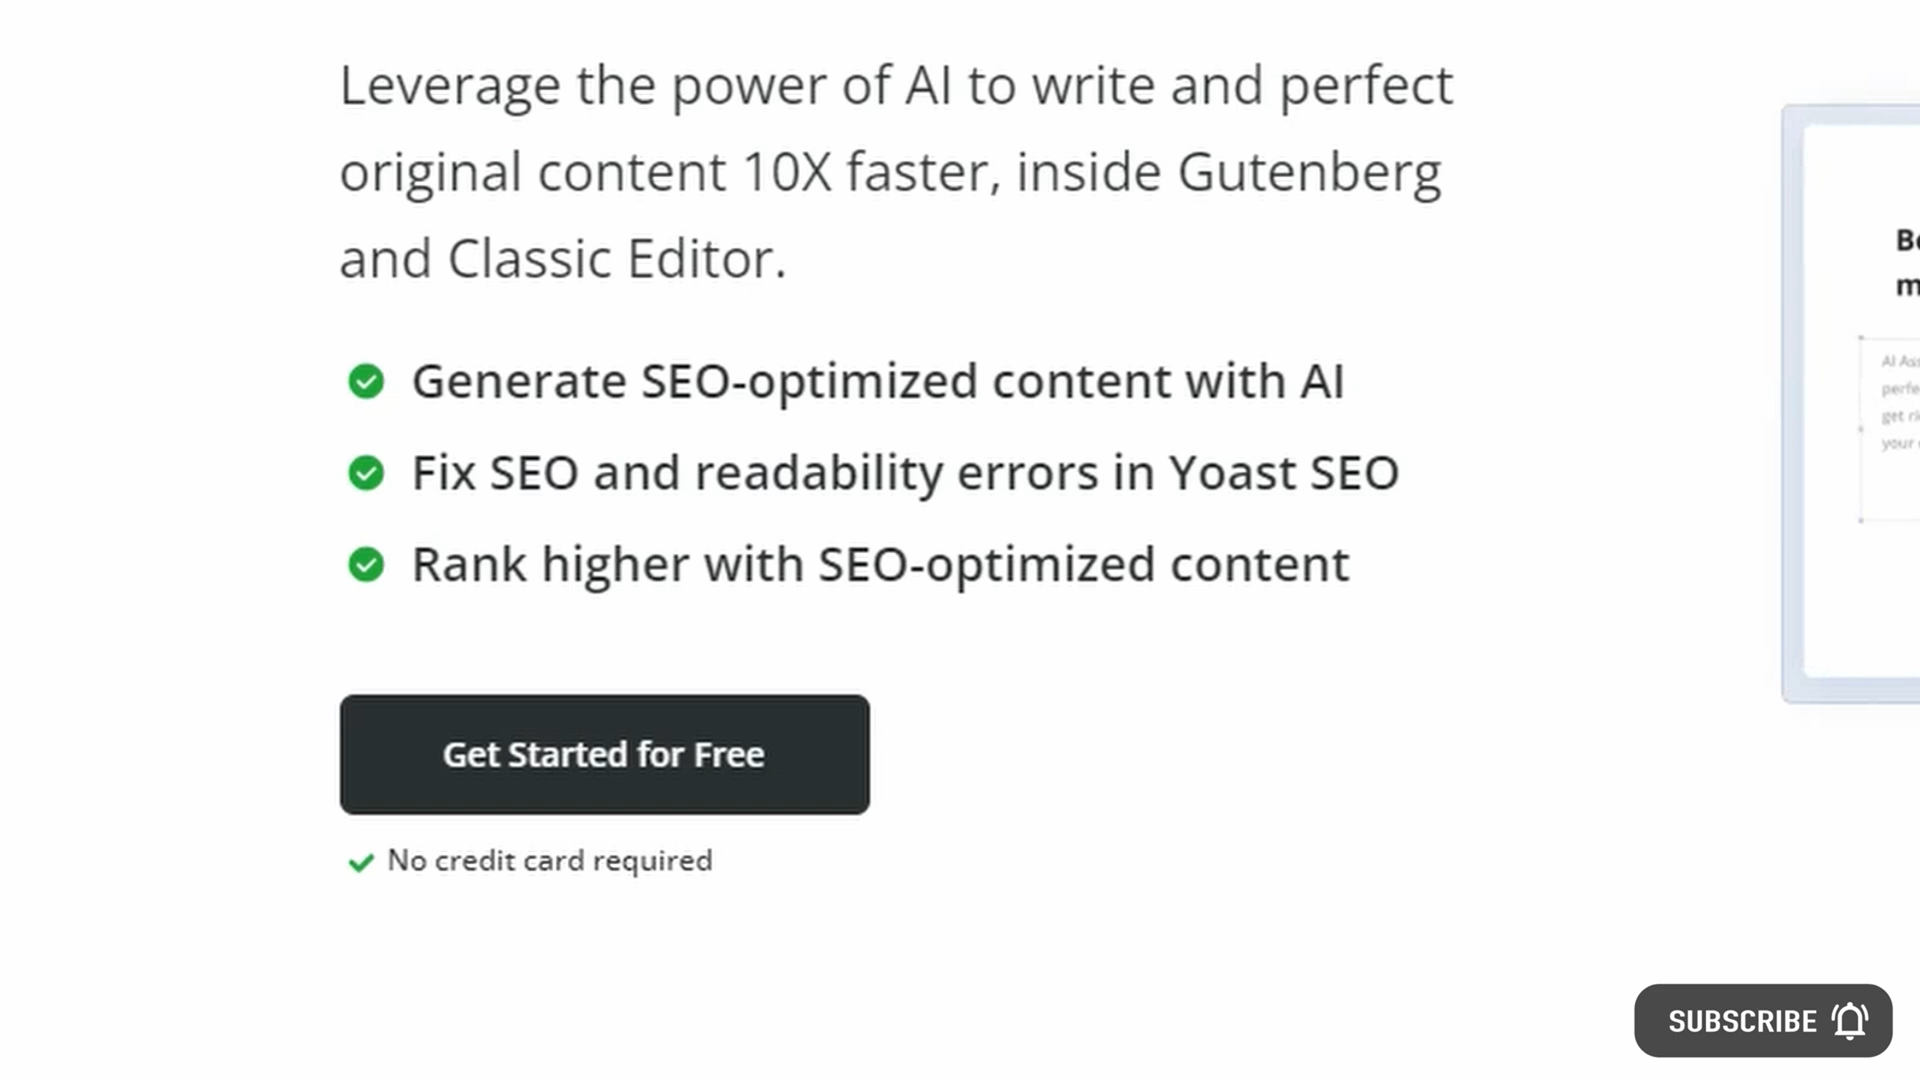 Leverage the power of AI to write and perfect
original content 10X faster, inside Gutenberg
and Classic Editor.
Generate SEO-optimized content with AI
Fix SEO and readability errors in Yoast SEO
Rank higher with SEO-optimized content
Get Started for Free
No credit card required
AI
your
SUBSCRIBE